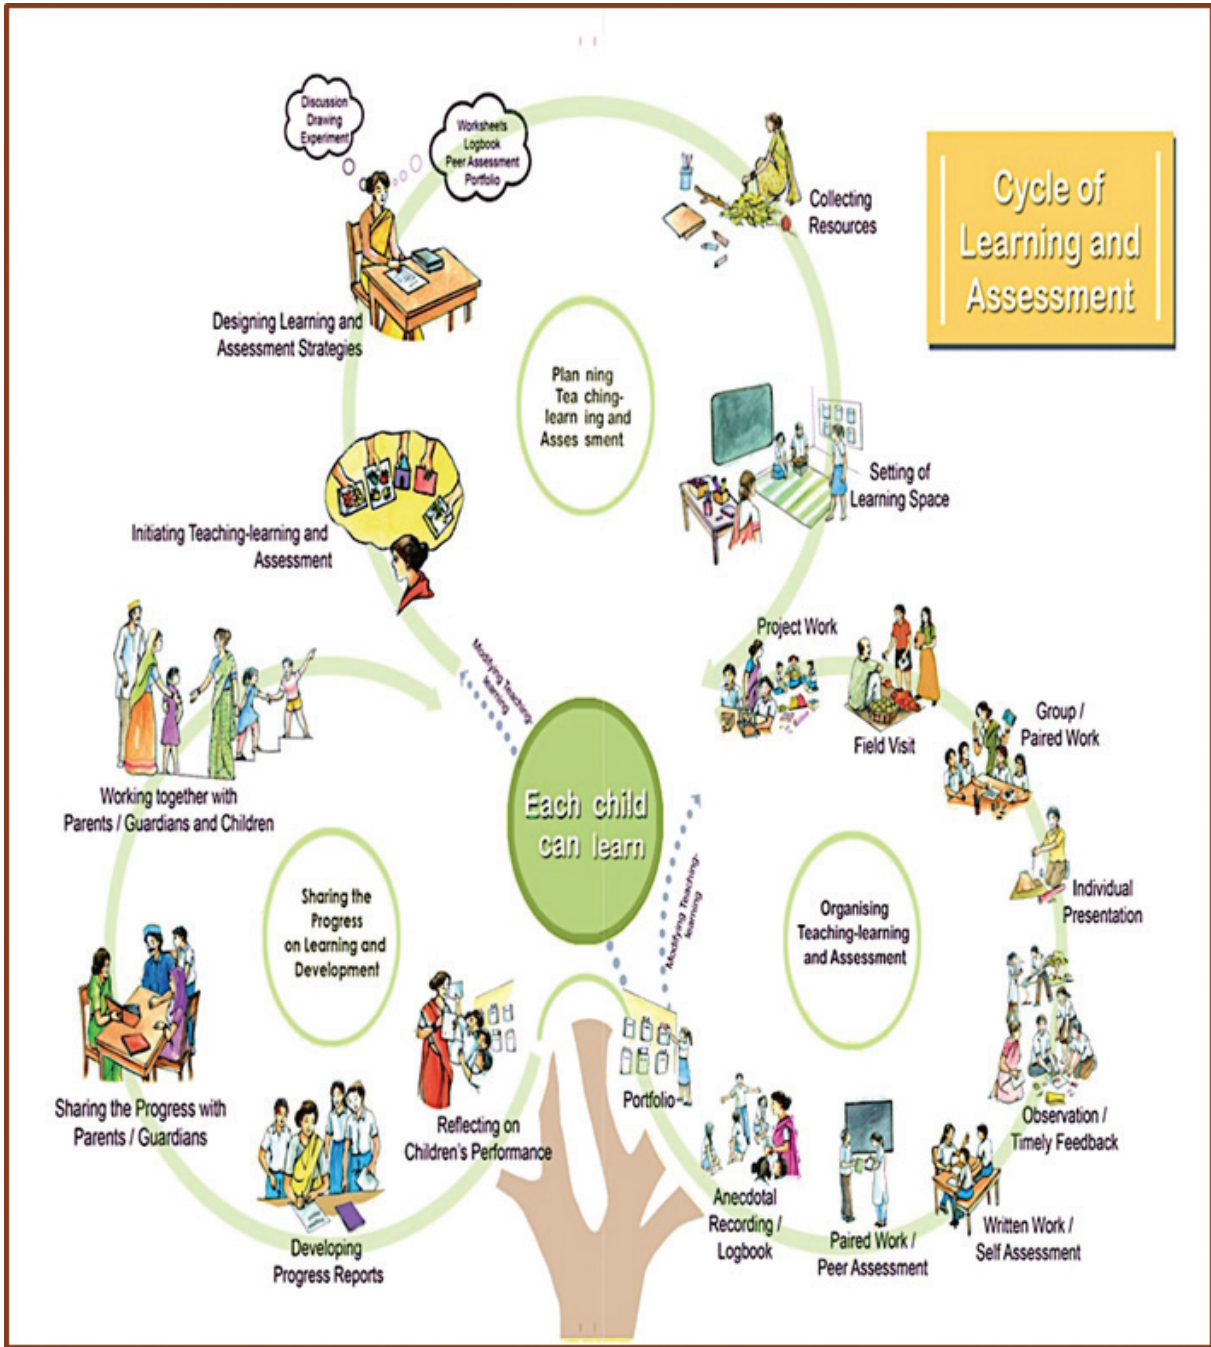 Cycle of
Learning and
Assessment
Discussion
Drawing
Experiment
Worksheets
Logbook
Peer Assessment
Portfolio
Collecting
Resources
Designing Learning and
Assessment Strategies
Plan ning
Tea ching-
learn ing and
Asses sment
Setting of
Learning Space
Initiating Teaching-learning and
Assessment
Modifying Teaching-
learning
Project Work
Field Visit
Group /
Paired Work
Individual
Presentation
Observation /
Timely Feedback
Written Work /
Self Assessment
Paired Work /
Peer Assessment
Anecdotal
Recording /
Logbook
Portfolio
Organising
Teaching-learning
and Assessment
Modifying Teaching-
learning
Each child
can learn
Reflecting on
Children's Performance
Developing
Progress Reports
Sharing the Progress with
Parents / Guardians
Working together with
Parents / Guardians and Children
Sharing the
Progress
on Learning and
Development